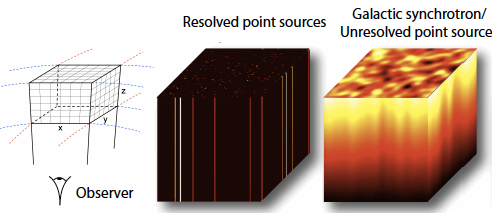 Resolved point sources
Galactic synchrotron/
Unresolved point source
z
x
y
Observer